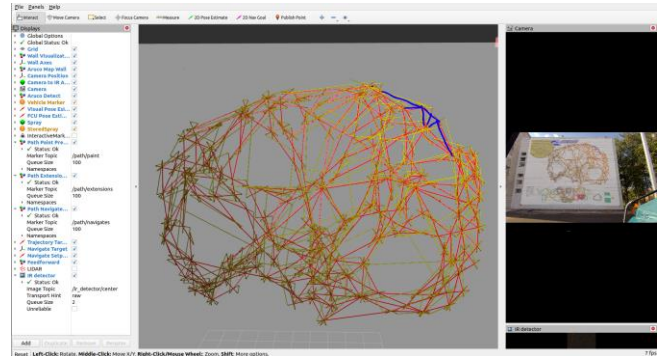 File Panels Help
Interact Move Camera Select Focus Camera Measure 2D Pose Estimate 2D Nav Goal Publish Point
Displays
Global Options
Global Status: Ok
Grid
Wall Visualizat...
Wall Axes
Aruco Map Wall
Camera Position
Camera to IR A...
Camera
Aruco Detect
Vehicle Marker
Visual Pose Esti...
FCU Pose Esti...
Spray
StoredSpray
InteractiveMark...
Path Paint Pre...
Status: Ok
Marker Topic /path/paint
Queue Size 100
Namespaces
Path Extensio...
Status: Ok
Marker Topic /path/extensions
Queue Size 100
Namespaces
Path Navigate...
Status: Ok
Marker Topic /path/navigates
Queue Size 100
Namespaces
Trajectory Tar...
Navigate Target
Navigate Setp...
Feedforward
LIDAR
IR detector
Status: Ok
Image Topic /ir_detector/center
Transport Hint raw
Queue Size 2
Unreliable
Add Duplicate Remove Rename
Camera
IR detector
Reset Left-Click: Rotate. Middle-Click: Move X/Y. Right-Click/Mouse Wheel: Zoom. Shift: More options. 7 fps